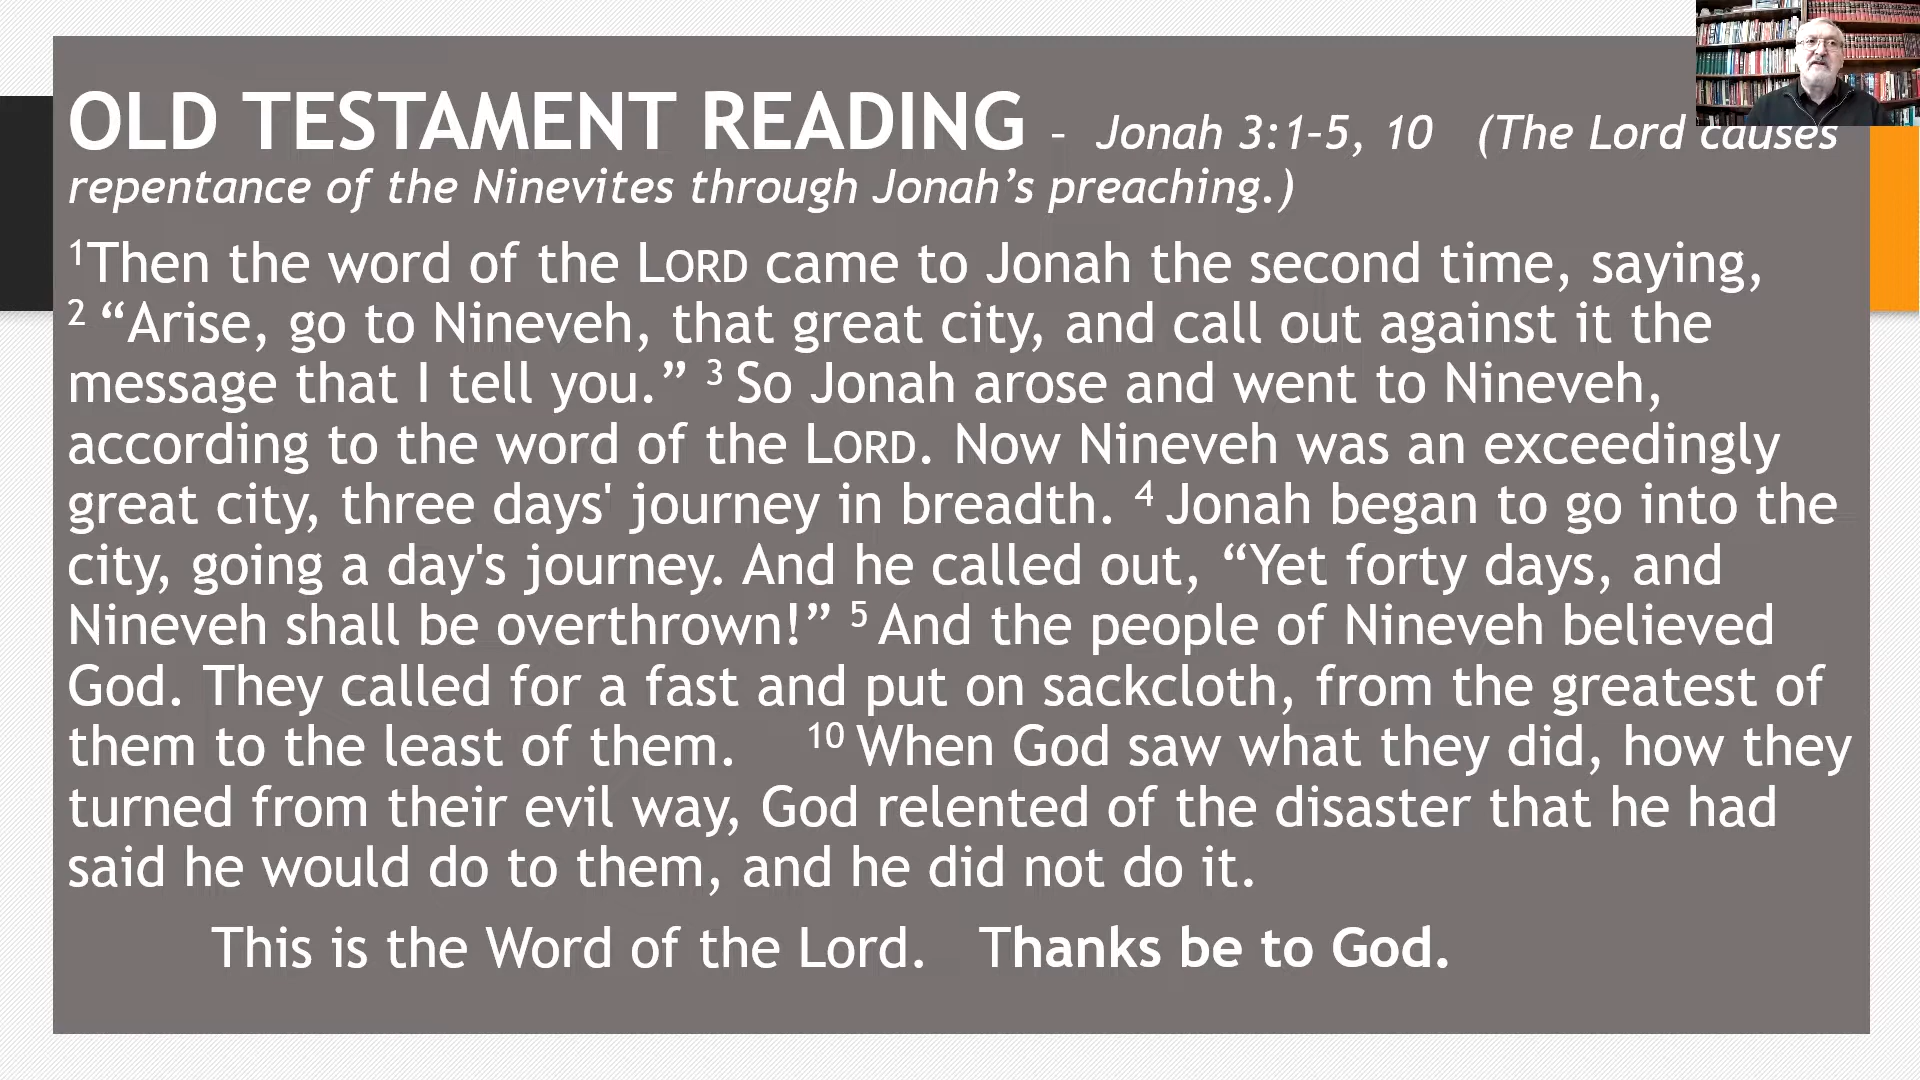 OLD TESTAMENT READING – Jonah 3:1–5, 10 (The Lord causes
repentance of the Ninevites through Jonah’s preaching.)
1Then the word of the LORD came to Jonah the second time, saying,
2 “Arise, go to Nineveh, that great city, and call out against it the
message that I tell you.” 3 So Jonah arose and went to Nineveh,
according to the word of the LORD. Now Nineveh was an exceedingly
great city, three days' journey in breadth. 4 Jonah began to go into the
city, going a day's journey. And he called out, “Yet forty days, and
Nineveh shall be overthrown!” 5 And the people of Nineveh believed
God. They called for a fast and put on sackcloth, from the greatest of
them to the least of them. 10 When God saw what they did, how they
turned from their evil way, God relented of the disaster that he had
said he would do to them, and he did not do it.
This is the Word of the Lord. Thanks be to God.